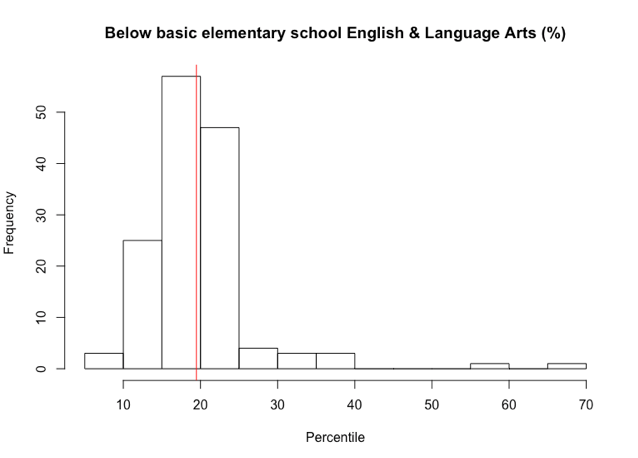 Below basic elementary school English & Language Arts (%)
Frequency
50
40
30
20
10
0
10 20 30 40 50 60 70
Percentile